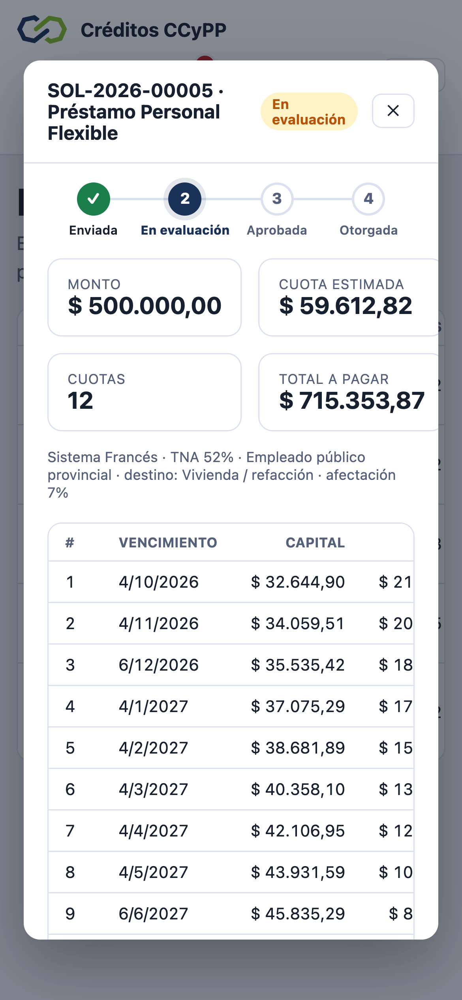 Créditos CCyPP
SOL-2026-00005 ·
Préstamo Personal
Flexible
En
evaluación
2
3
4
Enviada
En evaluación
Aprobada
Otorgada
MONTO
$ 500.000,00
CUOTA ESTIMADA
$ 59.612,82
CUOTAS
12
TOTAL A PAGAR
$ 715.353,87
Sistema Francés · TNA 52% · Empleado público
provincial · destino: Vivienda / refacción · afectación
7%
# VENCIMIENTO CAPITAL
1 4/10/2026 $ 32.644,90 $ 21
2 4/11/2026 $ 34.059,51 $ 20
3 6/12/2026 $ 35.535,42 $ 18
4 4/1/2027 $ 37.075,29 $ 17
5 4/2/2027 $ 38.681,89 $ 15
6 4/3/2027 $ 40.358,10 $ 13
7 4/4/2027 $ 42.106,95 $ 12
8 4/5/2027 $ 43.931,59 $ 10
9 6/6/2027 $ 45.835,29 $ 8